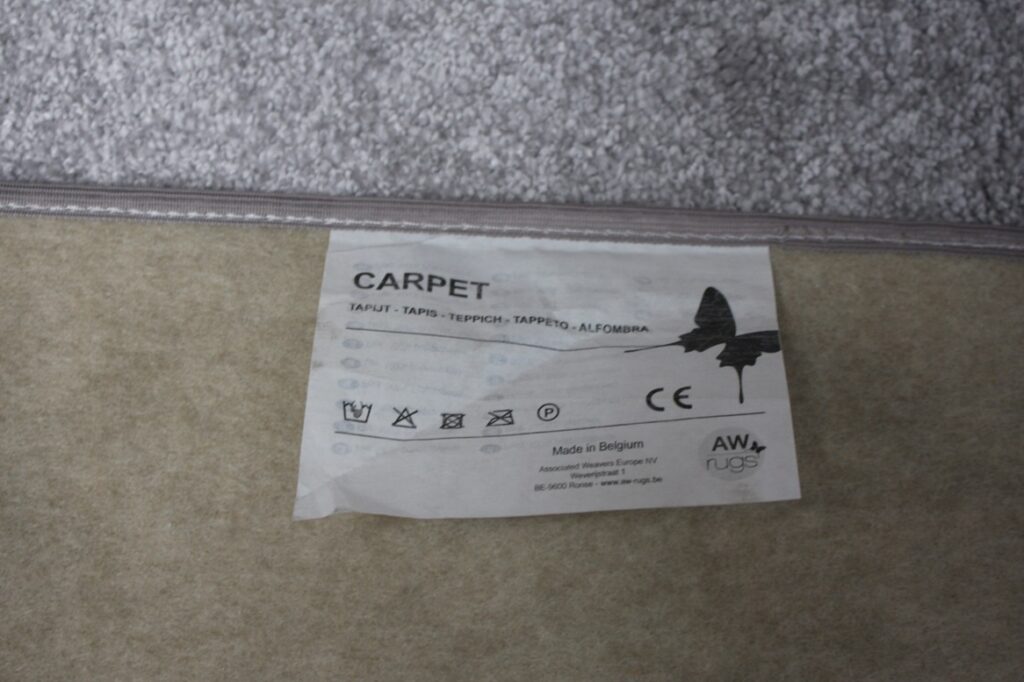 CARPET
TAPIJT - TAPIS - TEPPICH - TAPPETO - ALFOMBRA
P
CE
Made in Belgium
Associated Weavers Europe NV
Weverijstraat 1
BE-9600 Ronse - www.aw-rugs.be
AW
rugs